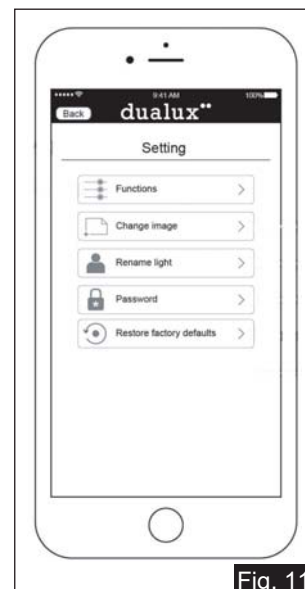 9:41 AM 100%
Back dualux
Setting
Functions
Change image
Rename light
Password
Restore factory defaults
Fig. 11